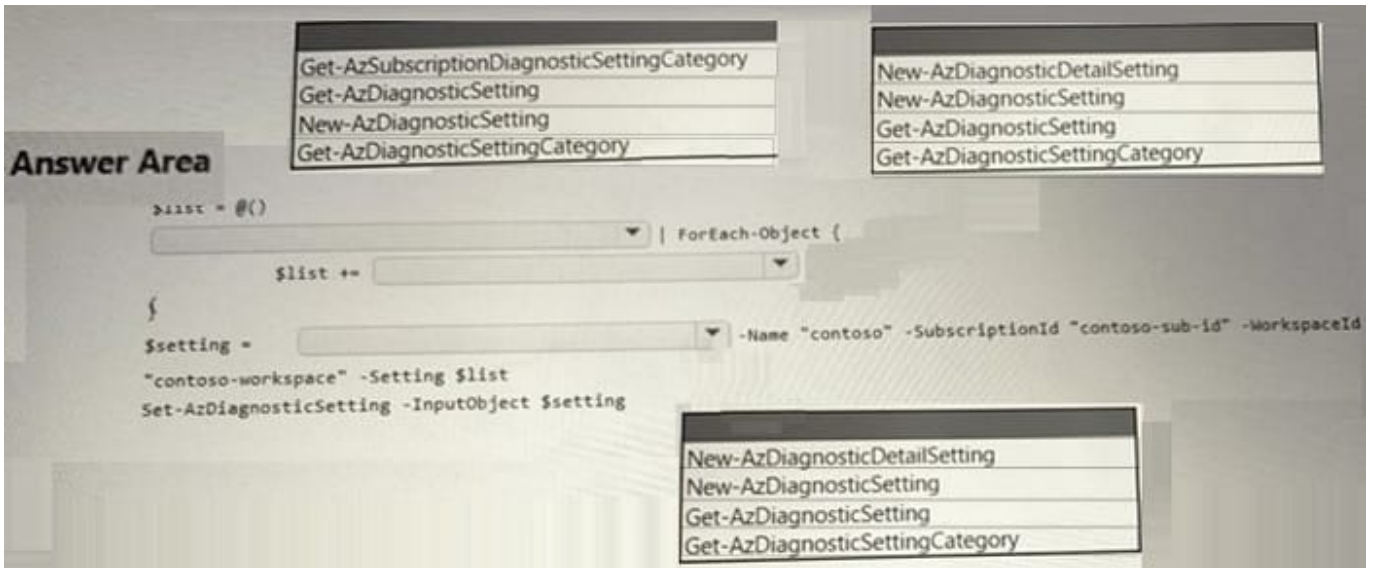 Get-AzSubscriptionDiagnosticSettingCategory
Get-AzDiagnosticSetting
New-AzDiagnosticSetting
Get-AzDiagnosticSettingCategory
New-AzDiagnosticDetailSetting
New-AzDiagnosticSetting
Get-AzDiagnosticSetting
Get-AzDiagnosticSettingCategory
Answer Area
$list = @()
| ForEach-Object {
$list +=
}
$setting = -Name "contoso" -SubscriptionId "contoso-sub-id" -WorkspaceId
"contoso-workspace" -Setting $list
Set-AzDiagnosticSetting -InputObject $setting
New-AzDiagnosticDetailSetting
New-AzDiagnosticSetting
Get-AzDiagnosticSetting
Get-AzDiagnosticSettingCategory